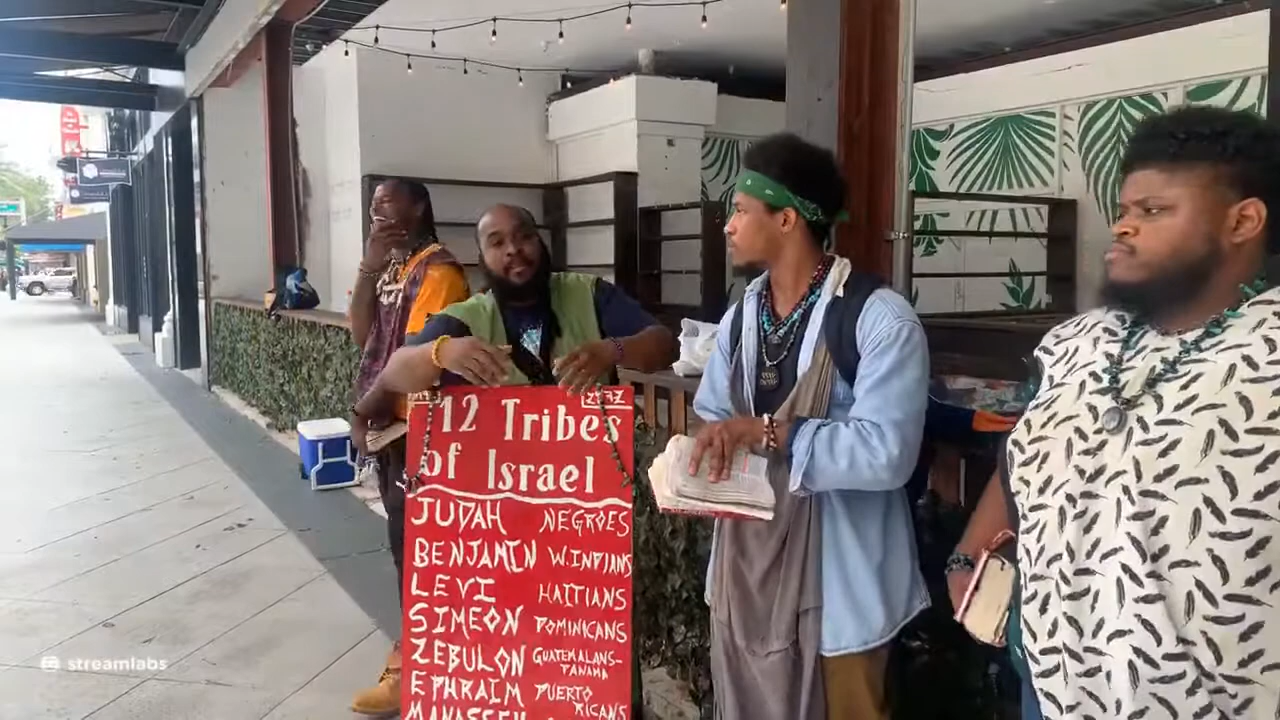 12 Tribes
of Israel
JUDAH NEGROES
BENJAMIN W.INDIANS
LEVI HAITIANS
SIMEON DOMINICANS
ZEBULON GUATEMALANS-
PANAMA
EPHRAIM PUERTO
RICANS
MANASSEH
streamlabs